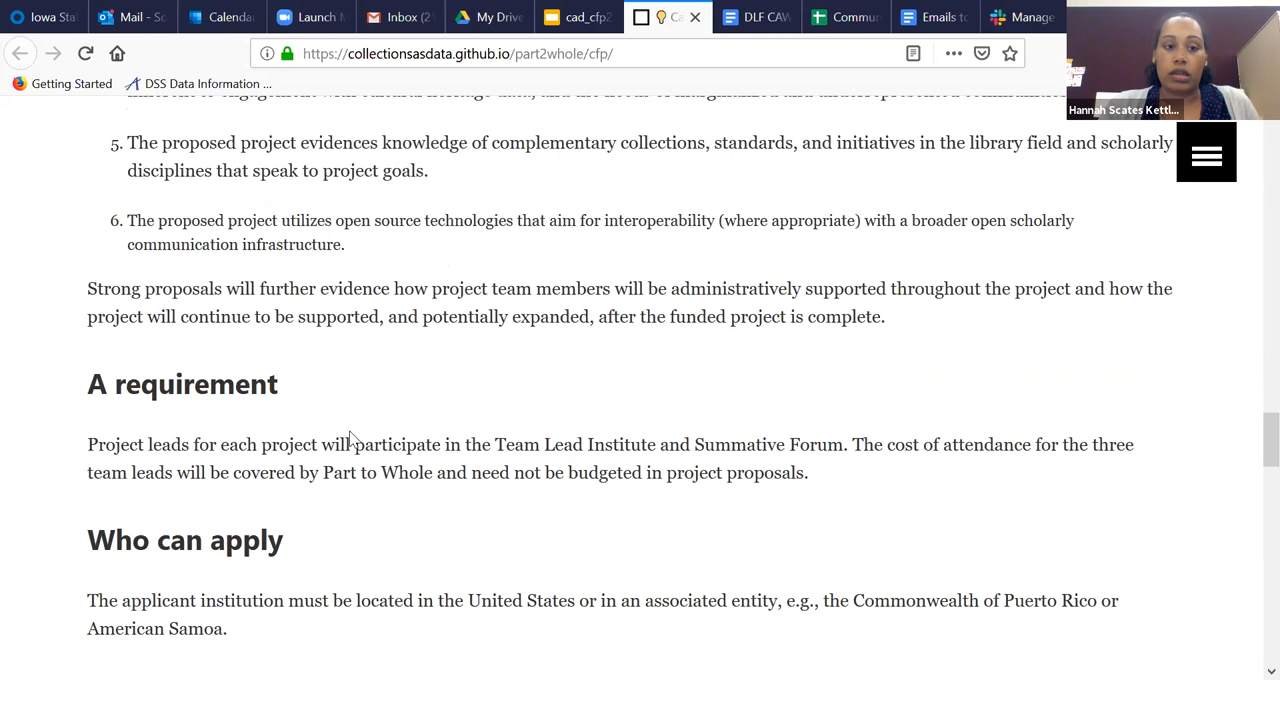 Iowa Sta
Mail - Sc
Calenda
Launch M
Inbox (2
My Drive
cad_cfp2
Ca
DLF CAW
Commun
Emails to
Manage
https://collectionsasdata.github.io/part2whole/cfp/
Getting Started
DSS Data Information ...
Hannah Scates Kettl...
5. The proposed project evidences knowledge of complementary collections, standards, and initiatives in the library field and scholarly
disciplines that speak to project goals.
6. The proposed project utilizes open source technologies that aim for interoperability (where appropriate) with a broader open scholarly
communication infrastructure.
Strong proposals will further evidence how project team members will be administratively supported throughout the project and how the
project will continue to be supported, and potentially expanded, after the funded project is complete.
A requirement
Project leads for each project will participate in the Team Lead Institute and Summative Forum. The cost of attendance for the three
team leads will be covered by Part to Whole and need not be budgeted in project proposals.
Who can apply
The applicant institution must be located in the United States or in an associated entity, e.g., the Commonwealth of Puerto Rico or
American Samoa.